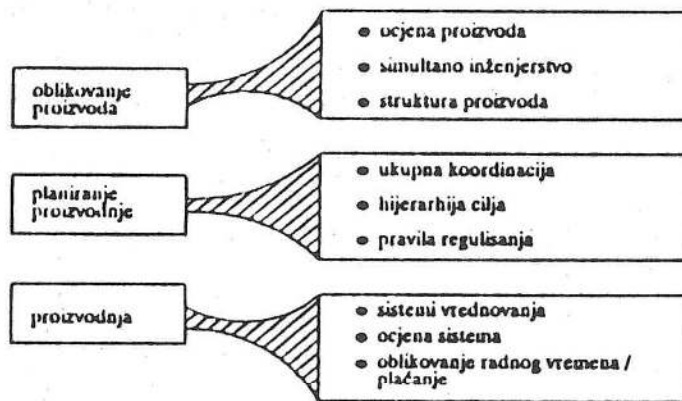 ● ocjena proizvoda
● simultano inženjerstvo
● struktura proizvoda
oblikovanje
proizvoda
● ukupna koordinacija
● hijerarhija cilja
● pravila regulisanja
planiranje
proizvodnje
● sistemi vrednovanja
● ocjena sistema
● oblikovanje radnog vremena /
plaćanje
proizvodnja